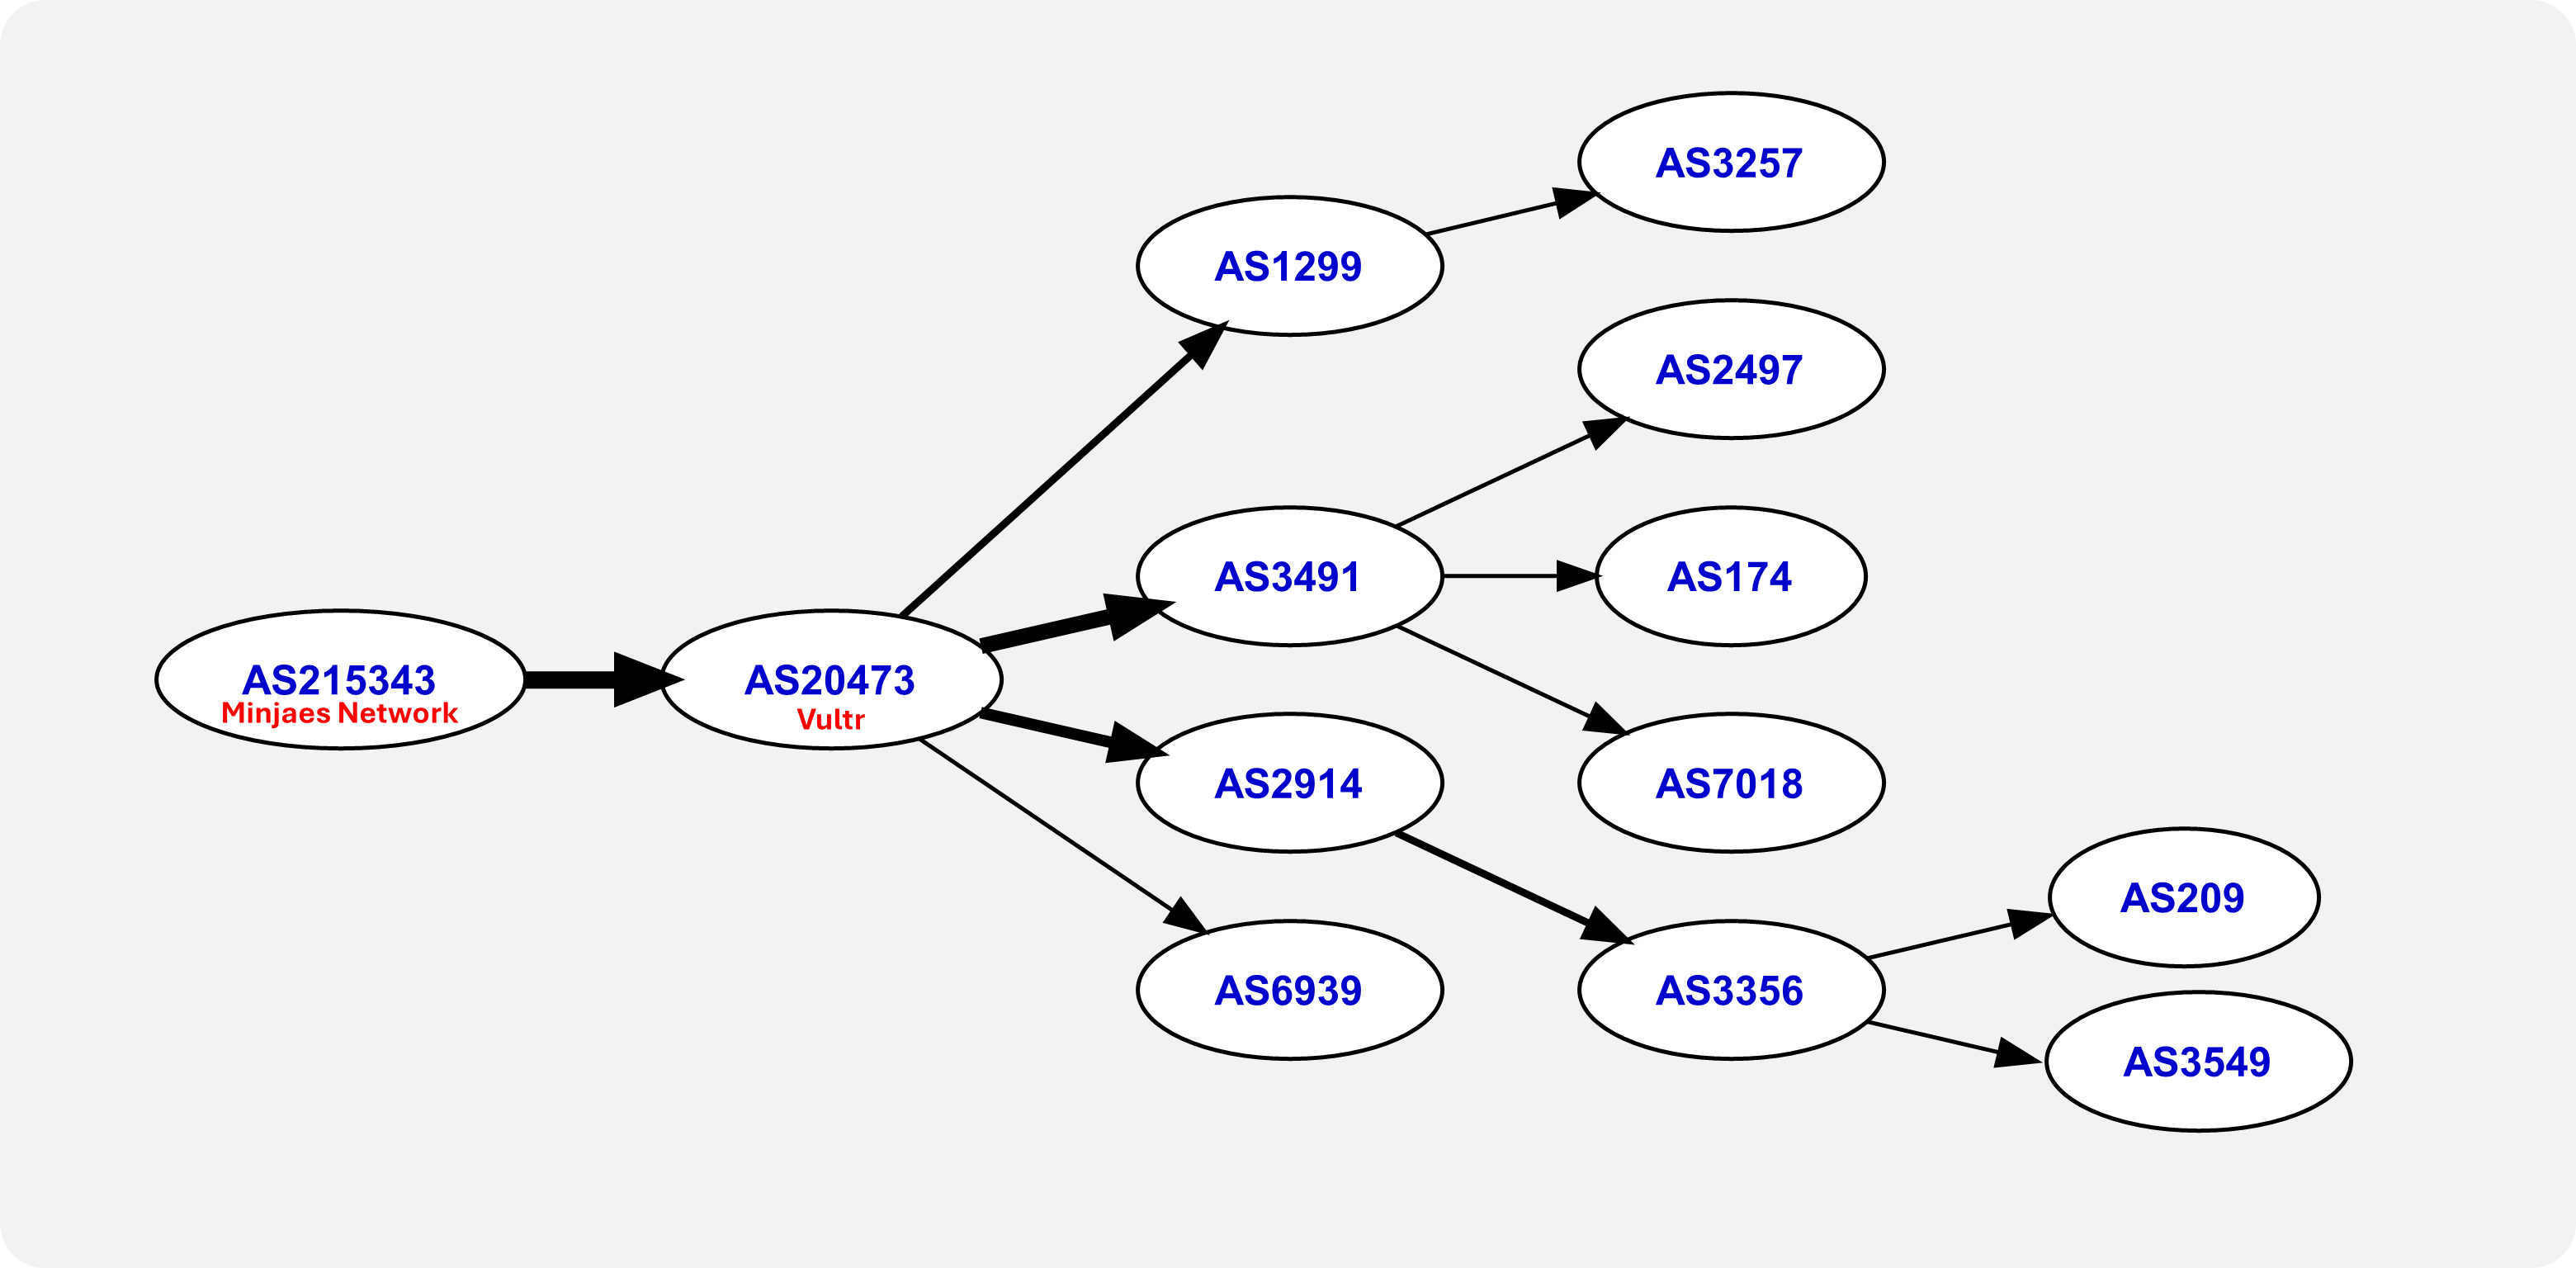 AS3257
AS1299
AS2497
AS3491
AS174
AS215343
Minjaes Network
AS20473
Vultr
AS2914
AS7018
AS209
AS6939
AS3356
AS3549